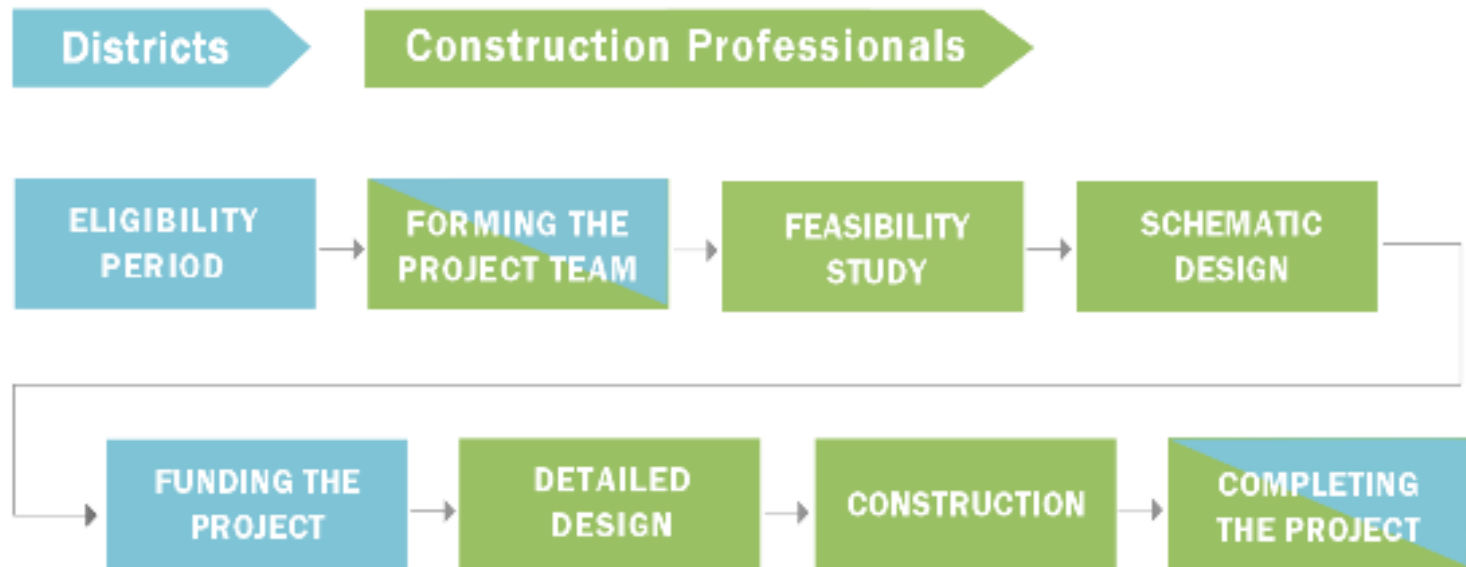 Districts
Construction Professionals
ELIGIBILITY
PERIOD
FORMING THE
PROJECT TEAM
FEASIBILITY
STUDY
SCHEMATIC
DESIGN
FUNDING THE
PROJECT
DETAILED
DESIGN
CONSTRUCTION
COMPLETING
THE PROJECT